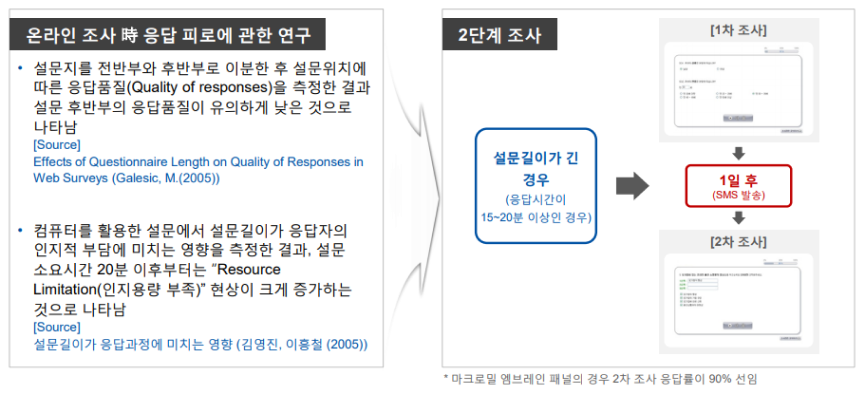 온라인 조사 時 응답 피로에 관한 연구
• 설문지를 전반부와 후반부로 이분한 후 설문위치에
따른 응답품질(Quality of responses)을 측정한 결과
설문 후반부의 응답품질이 유의하게 낮은 것으로
나타남
[Source]
Effects of Questionnaire Length on Quality of Responses in
Web Surveys (Galesic, M.(2005))
• 컴퓨터를 활용한 설문에서 설문길이가 응답자의
인지적 부담에 미치는 영향을 측정한 결과, 설문
소요시간 20분 이후부터는 “Resource
Limitation(인지용량 부족)” 현상이 크게 증가하는
것으로 나타남
[Source]
설문길이가 응답과정에 미치는 영향 (김영진, 이흥철 (2005))
2단계 조사
설문길이가 긴
경우
(응답시간이
15~20분 이상인 경우)
[1차 조사]
1일 후
(SMS 발송)
[2차 조사]
* 마크로밀 엠브레인 패널의 경우 2차 조사 응답률이 90% 선임